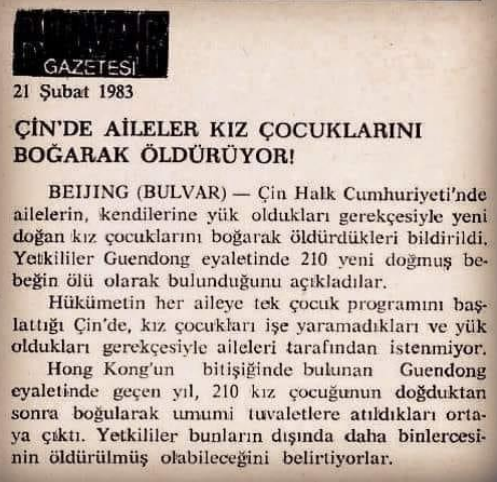 BULVAR
GAZETESİ
21 Şubat 1983
ÇİN'DE AİLELER KIZ ÇOCUKLARINI
BOĞARAK ÖLDÜRÜYOR!
BEIJING (BULVAR) — Çin Halk Cumhuriyeti'nde
ailelerin, kendilerine yük oldukları gerekçesiyle yeni
doğan kız çocuklarını boğarak öldürdükleri bildirildi.
Yetkililer Guendong eyaletinde 210 yeni doğmuş be-
beğin ölü olarak bulunduğunu açıkladılar.
Hükümetin her aileye tek çocuk programını baş-
lattığı Çin'de, kız çocukları işe yaramadıkları ve yük
oldukları gerekçesiyle aileleri tarafından istenmiyor.
Hong Kong'un bitişiğinde bulunan Guendong
eyaletinde geçen yıl, 210 kız çocuğunun doğduktan
sonra boğularak umumi tuvaletlere atıldıkları orta-
ya çıktı. Yetkililer bunların dışında daha binlercesi-
nin öldürülmüş olabileceğini belirtiyorlar.